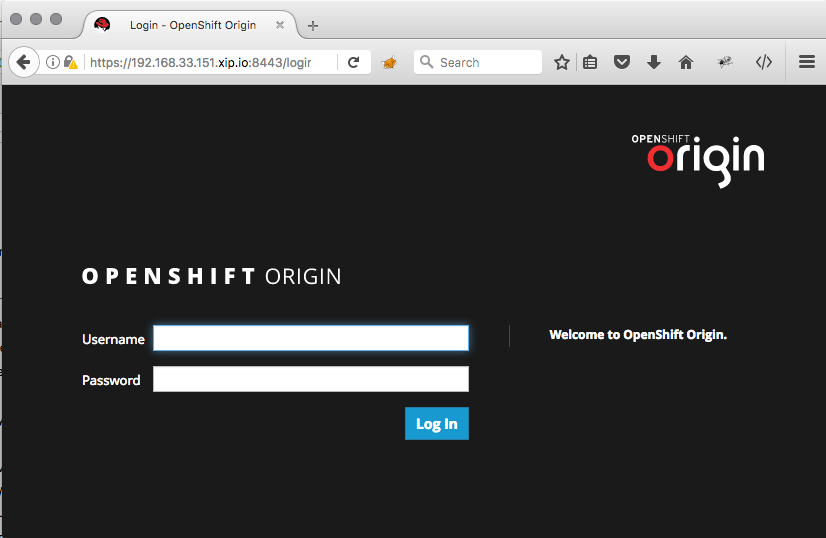 Login - OpenShift Origin
https://192.168.33.151.xip.io:8443/login
Search
OPENSHIFT
origin
OPENSHIFT ORIGIN
Username
Welcome to OpenShift Origin.
Password
Log In